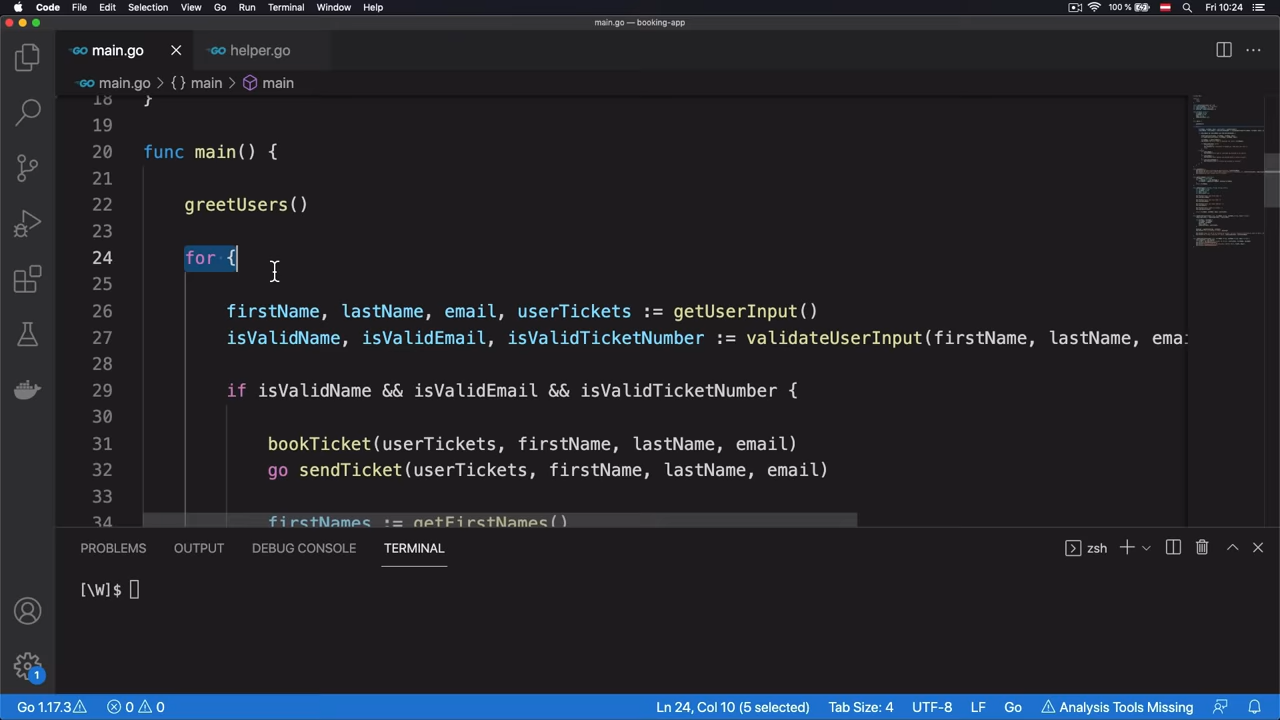 Code File Edit Selection View Go Run Terminal Window Help 100 % Fri 10:24
main.go — booking-app
main.go helper.go
main.go > {} main > main
18 }
19
20 func main() {
21
22 greetUsers()
23
24 for {
25
26 firstName, lastName, email, userTickets := getUserInput()
27 isValidName, isValidEmail, isValidTicketNumber := validateUserInput(firstName, lastName, emai
28
29 if isValidName && isValidEmail && isValidTicketNumber {
30
31 bookTicket(userTickets, firstName, lastName, email)
32 go sendTicket(userTickets, firstName, lastName, email)
33
34 firstNames := getFirstNames()
PROBLEMS OUTPUT DEBUG CONSOLE TERMINAL zsh
[\W]$
1
Go 1.17.3 0 0 Ln 24, Col 10 (5 selected) Tab Size: 4 UTF-8 LF Go Analysis Tools Missing